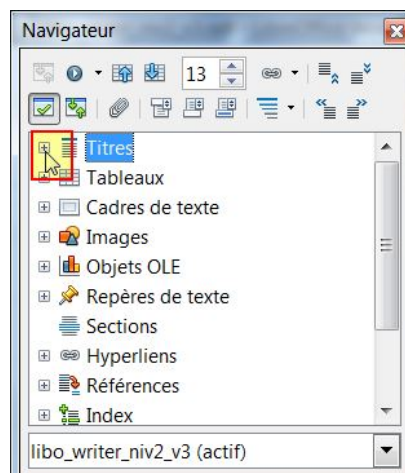 Navigateur
13
Titres
Tableaux
Cadres de texte
Images
Objets OLE
Repères de texte
Sections
Hyperliens
Références
Index
libo_writer_niv2_v3 (actif)